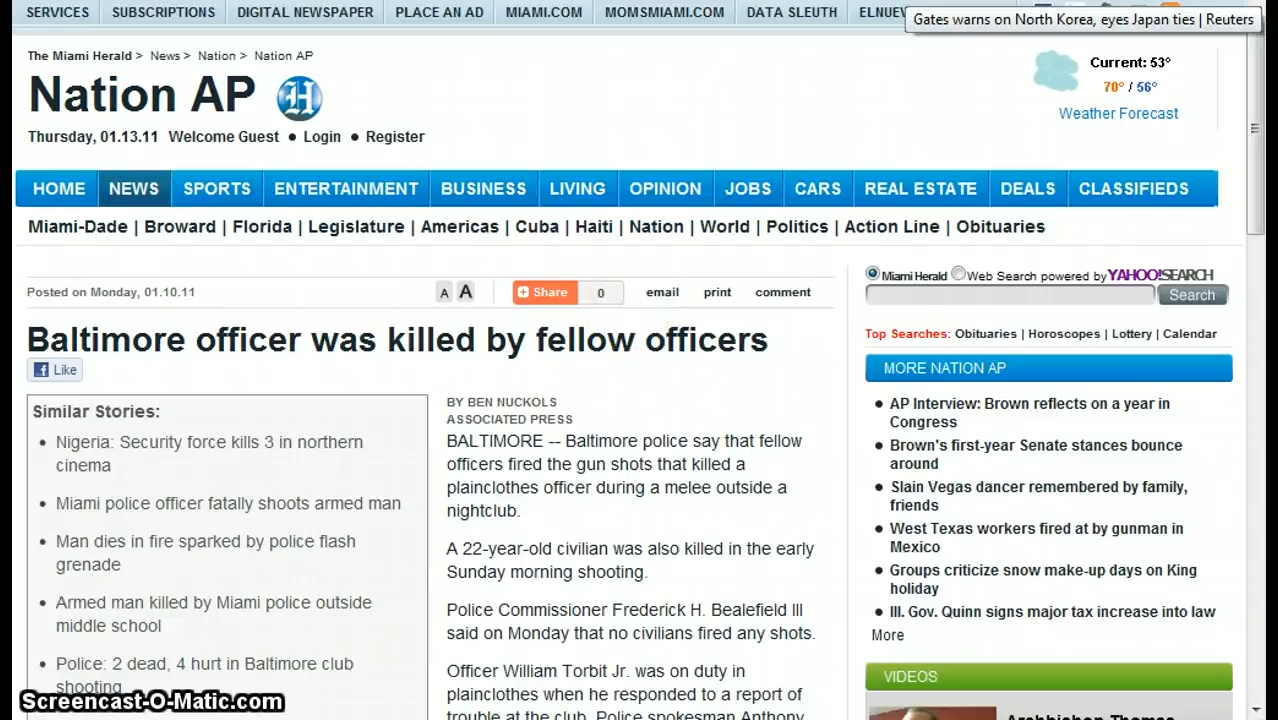 SERVICES SUBSCRIPTIONS DIGITAL NEWSPAPER PLACE AN AD MIAMI.COM MOMSMIAMI.COM DATA SLEUTH
Gates warns on North Korea, eyes Japan ties | Reuters
The Miami Herald > News > Nation > Nation AP
Nation AP
Thursday, 01.13.11 Welcome Guest • Login • Register
Current: 53°
70° / 56°
Weather Forecast
HOME NEWS SPORTS ENTERTAINMENT BUSINESS LIVING OPINION JOBS CARS REAL ESTATE DEALS CLASSIFIEDS
Miami-Dade | Broward | Florida | Legislature | Americas | Cuba | Haiti | Nation | World | Politics | Action Line | Obituaries
Posted on Monday, 01.10.11
A A Share 0 email print comment
Baltimore officer was killed by fellow officers
Like
Similar Stories:
• Nigeria: Security force kills 3 in northern
cinema
• Miami police officer fatally shoots armed man
• Man dies in fire sparked by police flash
grenade
• Armed man killed by Miami police outside
middle school
• Police: 2 dead, 4 hurt in Baltimore club
shooting
BY BEN NUCKOLS
ASSOCIATED PRESS
BALTIMORE -- Baltimore police say that fellow
officers fired the gun shots that killed a
plainclothes officer during a melee outside a
nightclub.
A 22-year-old civilian was also killed in the early
Sunday morning shooting.
Police Commissioner Frederick H. Bealefield III
said on Monday that no civilians fired any shots.
Officer William Torbit Jr. was on duty in
plainclothes when he responded to a report of
trouble at the club, Police spokesman Anthony
Miami Herald Web Search powered by YAHOO! SEARCH
Search
Top Searches: Obituaries | Horoscopes | Lottery | Calendar
MORE NATION AP
• AP Interview: Brown reflects on a year in
Congress
• Brown's first-year Senate stances bounce
around
• Slain Vegas dancer remembered by family,
friends
• West Texas workers fired at by gunman in
Mexico
• Groups criticize snow make-up days on King
holiday
• Ill. Gov. Quinn signs major tax increase into law
More
VIDEOS
Archbishop Thomas
Screencast-O-Matic.com